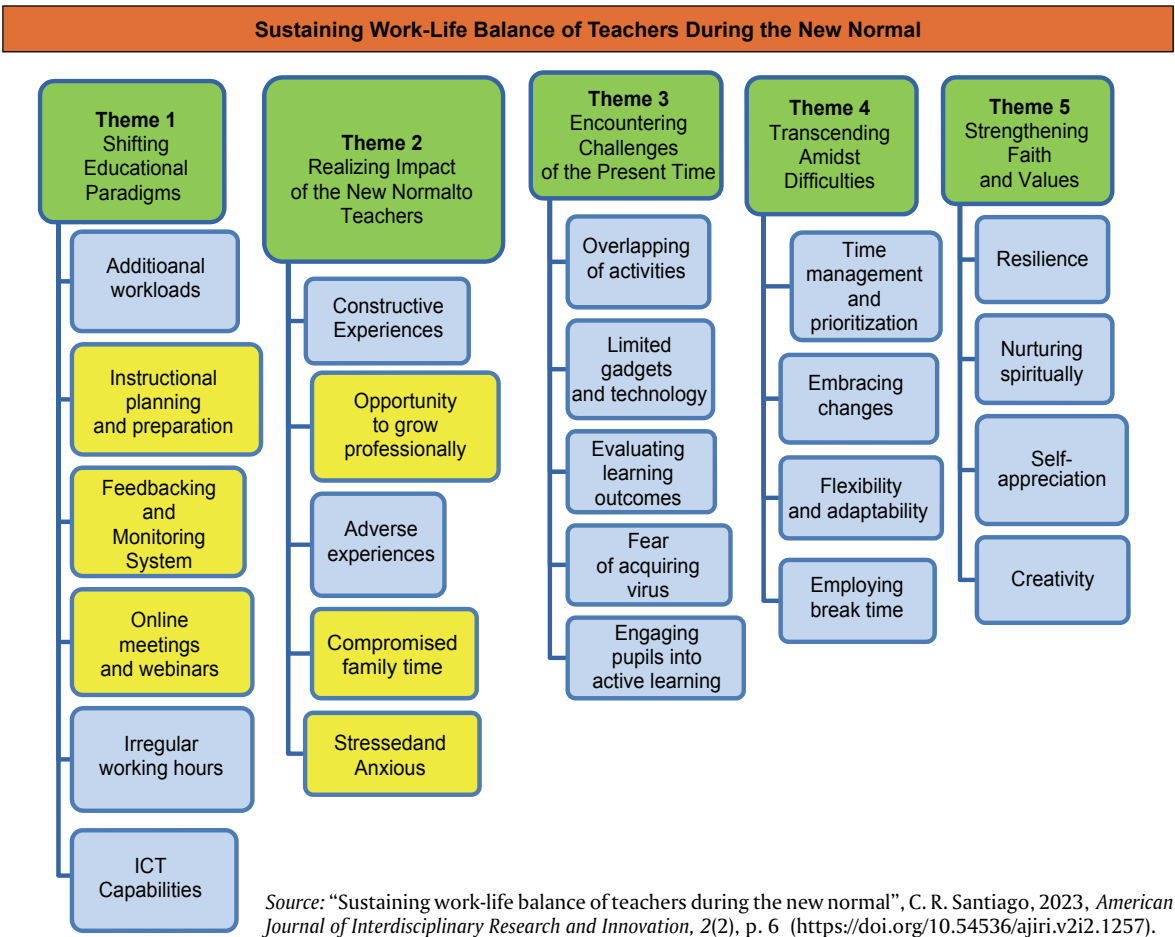 Sustaining Work-Life Balance of Teachers During the New Normal
Theme 1
Shifting
Educational
Paradigms
Additioanal
workloads
Instructional
planning
and preparation
Feedbacking
and
Monitoring
System
Online
meetings
and webinars
Irregular
working hours
ICT
Capabilities
Theme 2
Realizing Impact
of the New Normalto
Teachers
Constructive
Experiences
Opportunity
to grow
professionally
Adverse
experiences
Compromised
family time
Stressedand
Anxious
Theme 3
Encountering
Challenges
of the Present Time
Overlapping
of activities
Limited
gadgets
and technology
Evaluating
learning
outcomes
Fear
of acquiring
virus
Engaging
pupils into
active learning
Theme 4
Transcending
Amidst
Difficulties
Time
management
and
prioritization
Embracing
changes
Flexibility
and adaptability
Employing
break time
Theme 5
Strengthening
Faith
and Values
Resilience
Nurturing
spiritually
Self-
appreciation
Creativity
Source: “Sustaining work-life balance of teachers during the new normal”, C. R. Santiago, 2023, American
Journal of Interdisciplinary Research and Innovation, 2(2), p. 6 (https://doi.org/10.54536/ajiri.v2i2.1257).